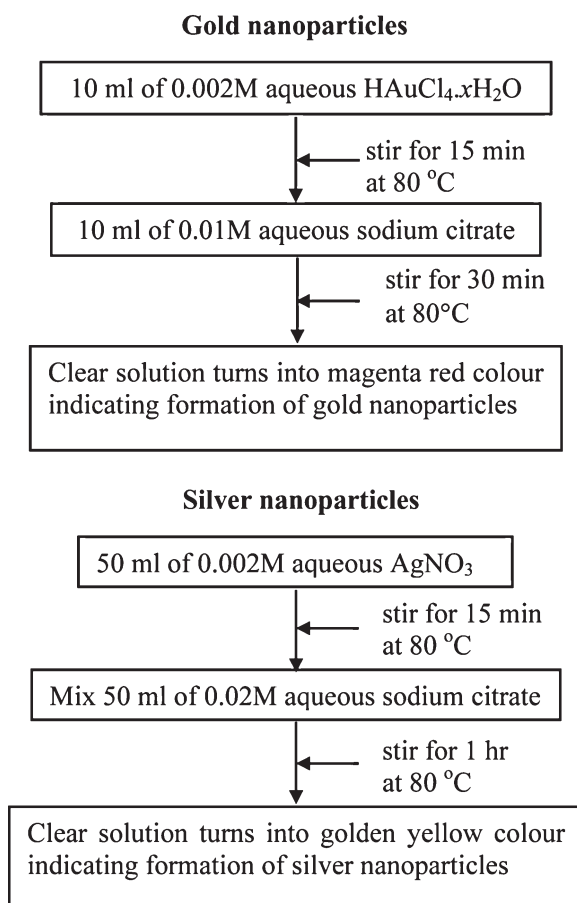 Gold nanoparticles
10 ml of 0.002M aqueous HAuCl₄.xH₂O
stir for 15 min
at 80 °C
10 ml of 0.01M aqueous sodium citrate
stir for 30 min
at 80°C
Clear solution turns into magenta red colour
indicating formation of gold nanoparticles
Silver nanoparticles
50 ml of 0.002M aqueous AgNO₃
stir for 15 min
at 80 °C
Mix 50 ml of 0.02M aqueous sodium citrate
stir for 1 hr
at 80 °C
Clear solution turns into golden yellow colour
indicating formation of silver nanoparticles